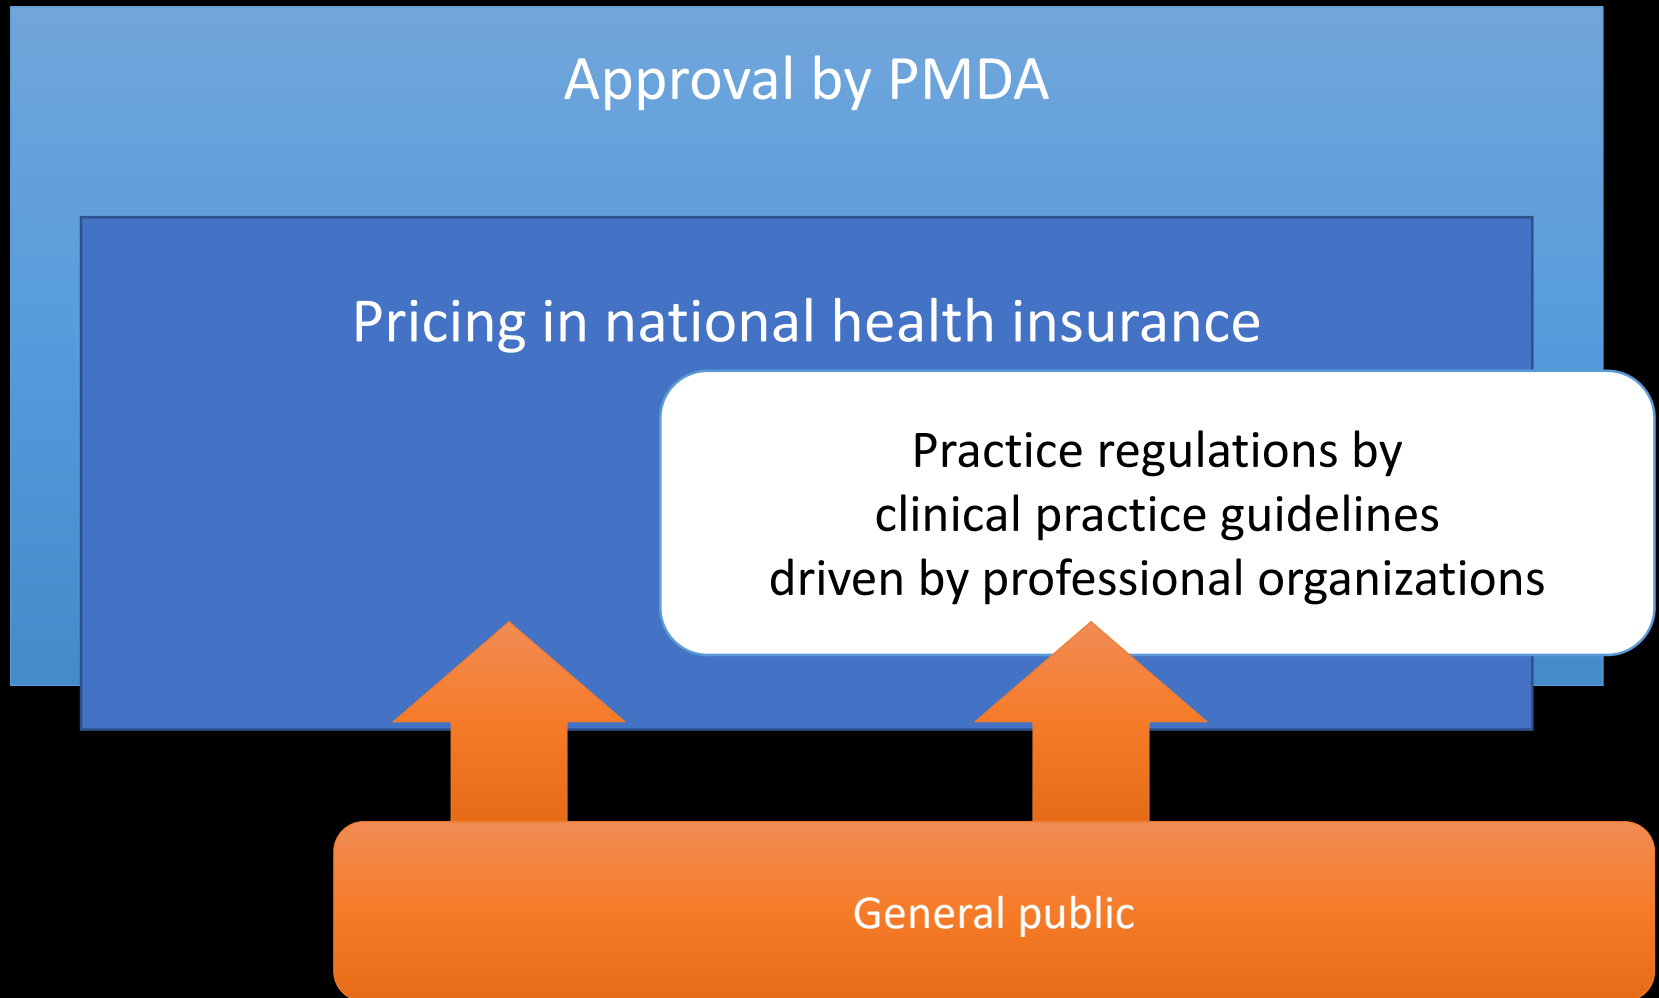 Approval by PMDA
Pricing in national health insurance
Practice regulations by
clinical practice guidelines
driven by professional organizations
General public